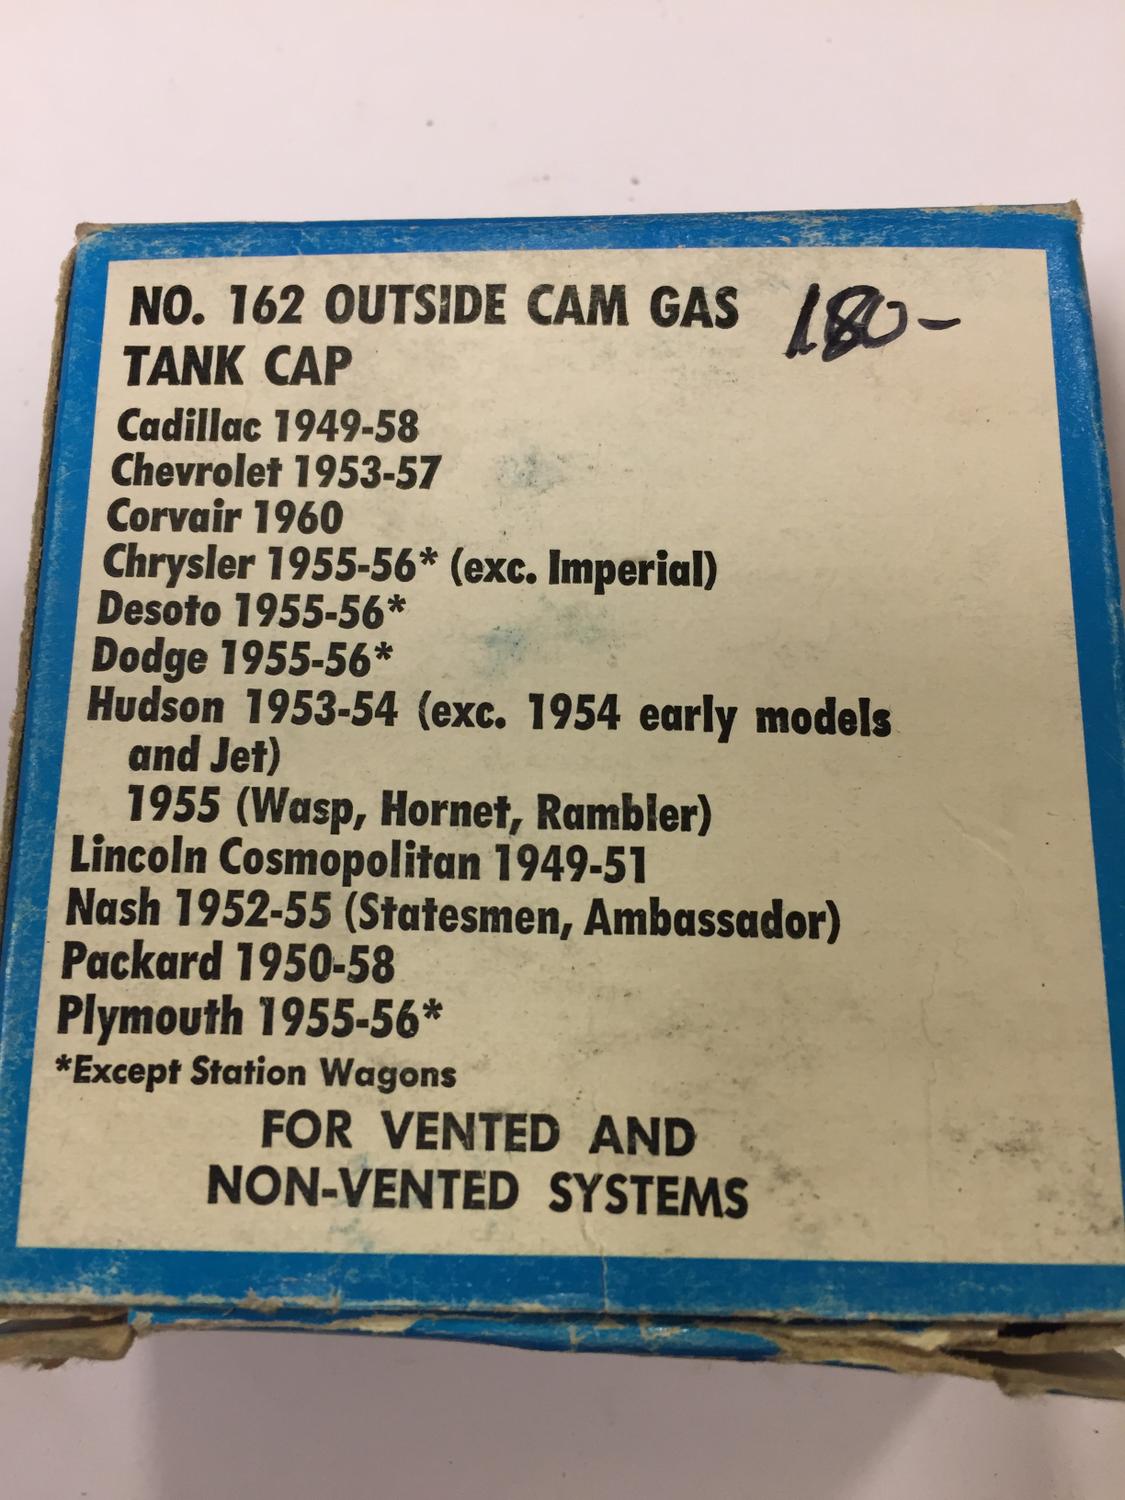 NO. 162 OUTSIDE CAM GAS 180-
TANK CAP
Cadillac 1949-58
Chevrolet 1953-57
Corvair 1960
Chrysler 1955-56* (exc. Imperial)
Desoto 1955-56*
Dodge 1955-56*
Hudson 1953-54 (exc. 1954 early models
and Jet)
1955 (Wasp, Hornet, Rambler)
Lincoln Cosmopolitan 1949-51
Nash 1952-55 (Statesmen, Ambassador)
Packard 1950-58
Plymouth 1955-56*
*Except Station Wagons
FOR VENTED AND
NON-VENTED SYSTEMS